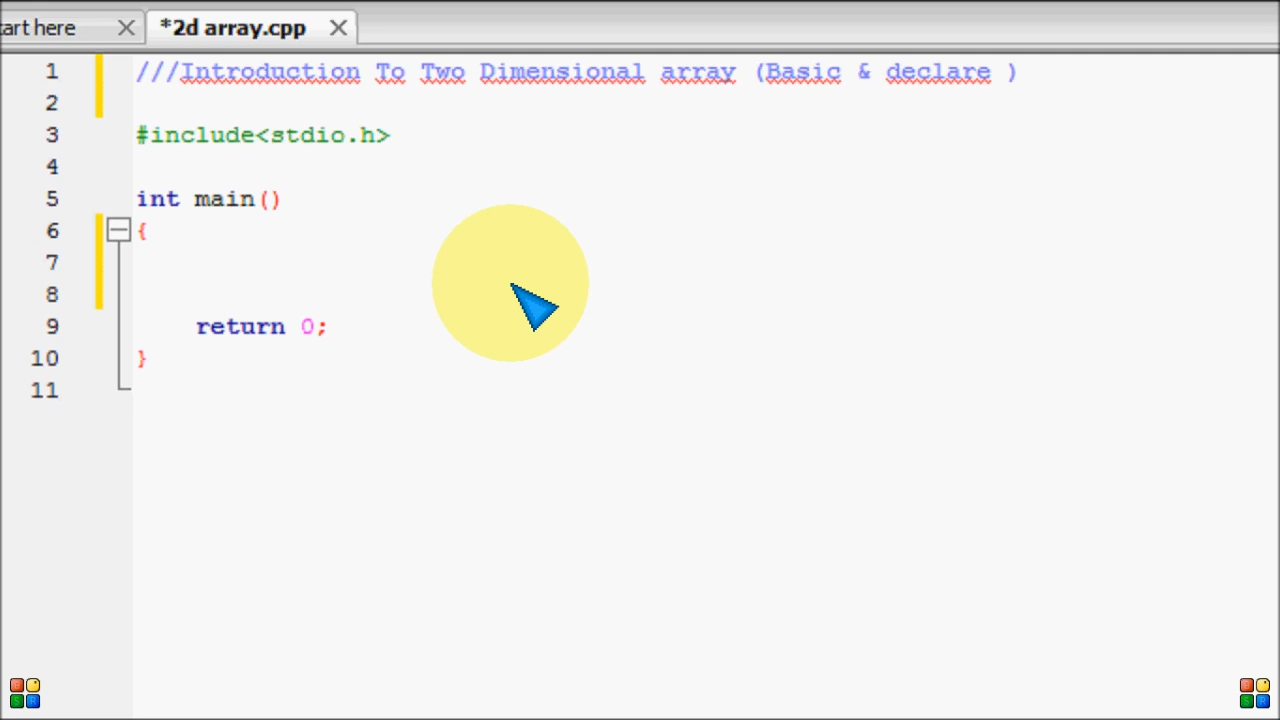 art here
*2d array.cpp
1 ///Introduction To Two Dimensional array (Basic & declare )
2
3 #include<stdio.h>
4
5 int main()
6 {
7
8
9 return 0;
10 }
11